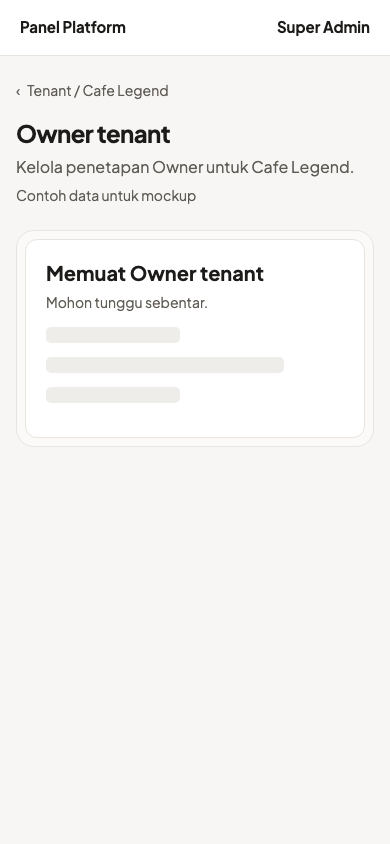 Panel Platform
Super Admin
‹ Tenant / Cafe Legend
Owner tenant
Kelola penetapan Owner untuk Cafe Legend.
Contoh data untuk mockup
Memuat Owner tenant
Mohon tunggu sebentar.